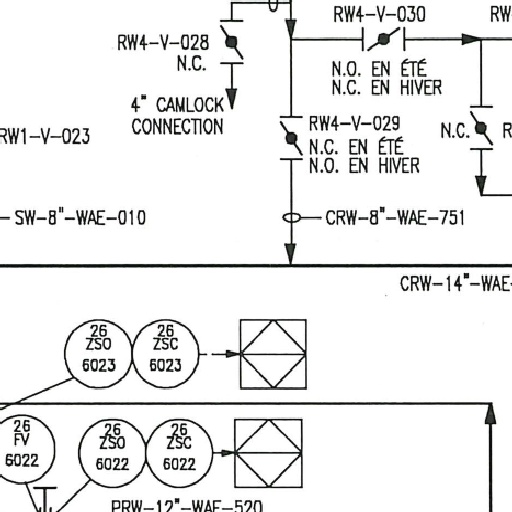 RW4-V-030
RW
RW4-V-028
N.C.
N.O. EN ÉTÉ
N.C. EN HIVER
4" CAMLOCK
CONNECTION
RW4-V-029
N.C. EN ÉTÉ
N.O. EN HIVER
N.C.
R
RW1-V-023
SW-8"-WAE-010
CRW-8"-WAE-751
CRW-14"-WAE-
26
ZSO
6023
26
ZSC
6023
26
FV
6022
26
ZSO
6022
26
ZSC
6022
PRW-12"-WAE-520